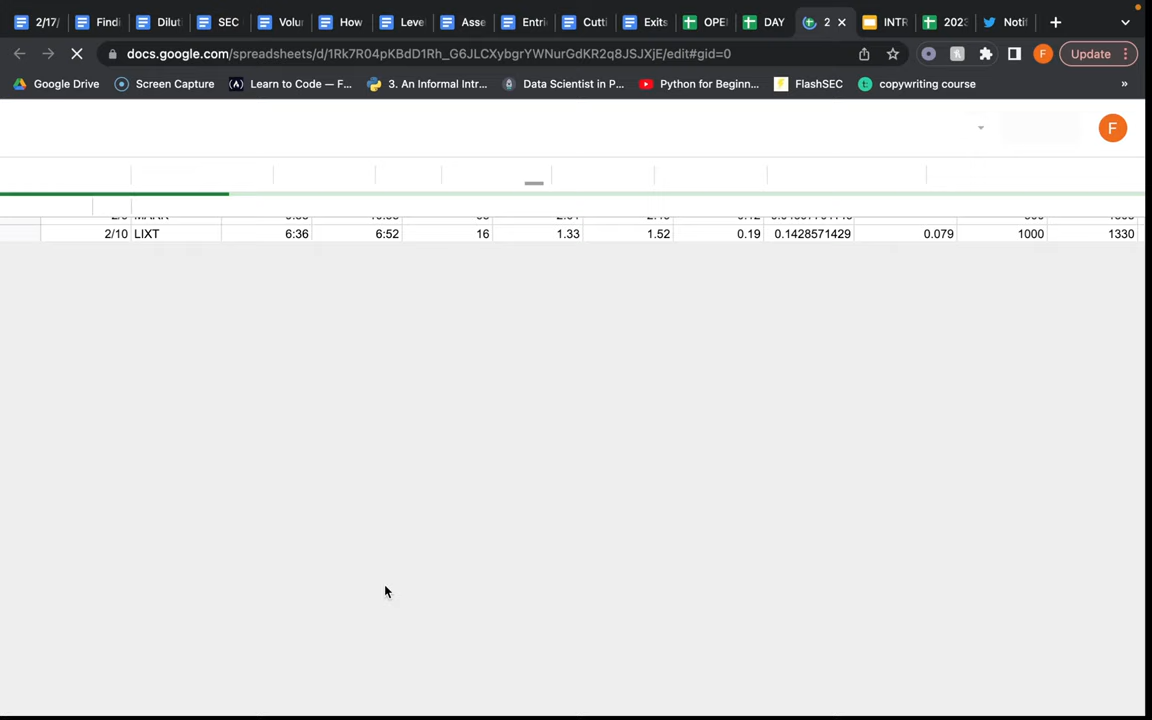 2/17/ Findi Dilut SEC Volu How Leve Asse Entri Cutti Exits OPE DAY 2 INTR 2023 Notif
docs.google.com/spreadsheets/d/1Rk7R04pKBdD1Rh_G6JLCXybgrYWNurGdKR2q8JSJXjE/edit#gid=0 F Update
Google Drive Screen Capture Learn to Code — F... 3. An Informal Intr... Data Scientist in P... Python for Beginn... FlashSEC copywriting course »
F
2/10 LIXT 6:36 6:52 16 1.33 1.52 0.19 0.1428571429 0.079 1000 1330